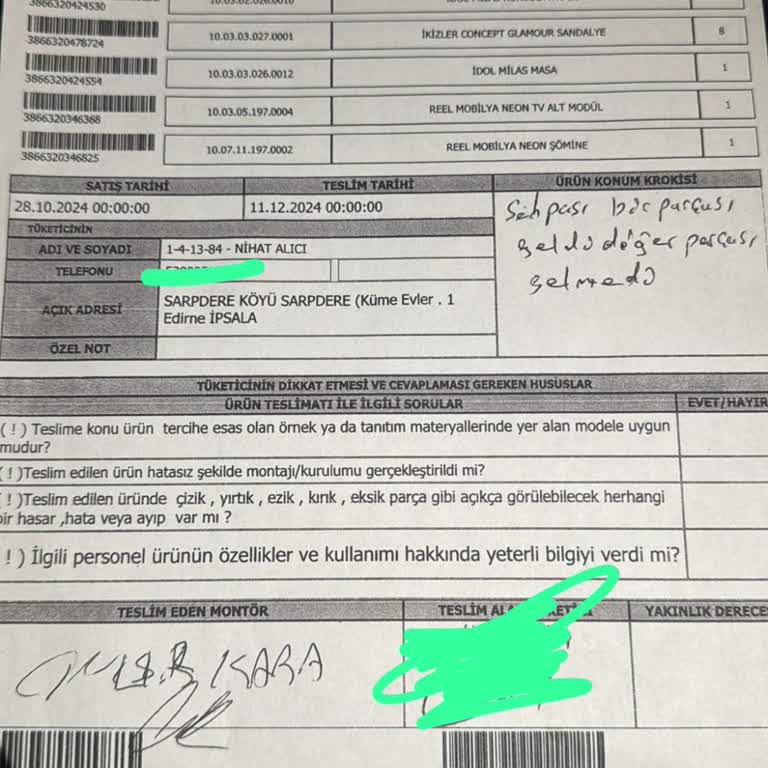 3866320424530
10.03.03.027.0001 İKİZLER CONCEPT GLAMOUR SANDALYE 8
3866320478724
10.03.03.026.0012 İDOL MİLAS MASA 1
3866320424554
10.03.05.197.0004 REEL MOBİLYA NEON TV ALT MODÜL 1
3866320346368
10.07.11.197.0002 REEL MOBİLYA NEON ŞÖMİNE 1
3866320346825
SATIŞ TARİHİ TESLİM TARİHİ ÜRÜN KONUM KROKİSİ
28.10.2024 00:00:00 11.12.2024 00:00:00
Sehpası bir parçası
geldi diğer parçası
gelmedi
TÜKETİCİNİN
ADI VE SOYADI 1-4-13-84 - NİHAT ALICI
TELEFONU
AÇIK ADRESİ SARPDERE KÖYÜ SARPDERE (Küme Evler . 1
Edirne İPSALA
ÖZEL NOT
TÜKETİCİNİN DİKKAT ETMESİ VE CEVAPLAMASI GEREKEN HUSUSLAR
ÜRÜN TESLİMATI İLE İLGİLİ SORULAR EVET/HAYIR
( ! ) Teslime konu ürün tercihe esas olan örnek ya da tanıtım materyallerinde yer alan modele uygun
mudur?
( ! )Teslim edilen ürün hatasız şekilde montajı/kurulumu gerçekleştirildi mi?
( ! )Teslim edilen üründe çizik , yırtık , ezik , kırık , eksik parça gibi açıkça görülebilecek herhangi
bir hasar ,hata veya ayıp var mı ?
! ) İlgili personel ürünün özellikler ve kullanımı hakkında yeterli bilgiyi verdi mi?
TESLİM EDEN MONTÖR TESLİM YAKINLIK DERECES
KARA